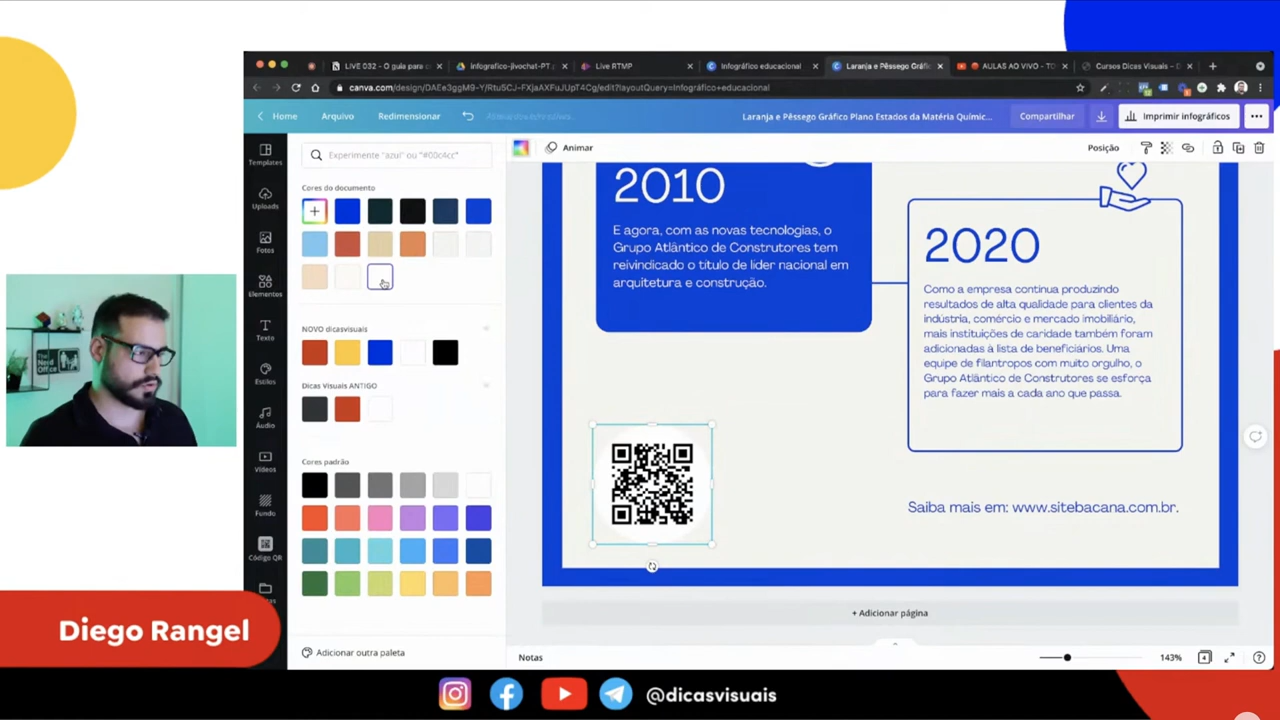 LIVE 032 - O guia para c
infografico-jivochat-PT.p
Live RTMP
Infográfico educacional
Laranja e Pêssego Gráfi
AULAS AO VIVO - TO
Cursos Dicas Visuais - D
canva.com/design/DAEe3ggM9-Y/Rtu5CJ-FXjaAXFuJUpT4Cg/edit?layoutQuery=Infográfico+educacional
Home
Arquivo
Redimensionar
Laranja e Pêssego Gráfico Plano Estados da Matéria Químic...
Compartilhar
Imprimir infográficos
Templates
Uploads
Fotos
Elementos
Texto
Estilos
Áudio
Vídeos
Fundo
Código QR
Experimente "azul" ou "#00c4cc"
Cores do documento
NOVO dicasvisuais
Dicas Visuais ANTIGO
Cores padrão
Adicionar outra paleta
Animar
Posição
2010
E agora, com as novas tecnologias, o
Grupo Atlântico de Construtores tem
reivindicado o título de líder nacional em
arquitetura e construção.
2020
Como a empresa continua produzindo
resultados de alta qualidade para clientes da
indústria, comércio e mercado imobiliário,
mais instituições de caridade também foram
adicionadas à lista de beneficiários. Uma
equipe de filantropos com muito orgulho, o
Grupo Atlântico de Construtores se esforça
para fazer mais a cada ano que passa.
Saiba mais em: www.sitebacana.com.br.
+ Adicionar página
Notas
143%
4
The
Nerd
Office
Diego Rangel
@dicasvisuais